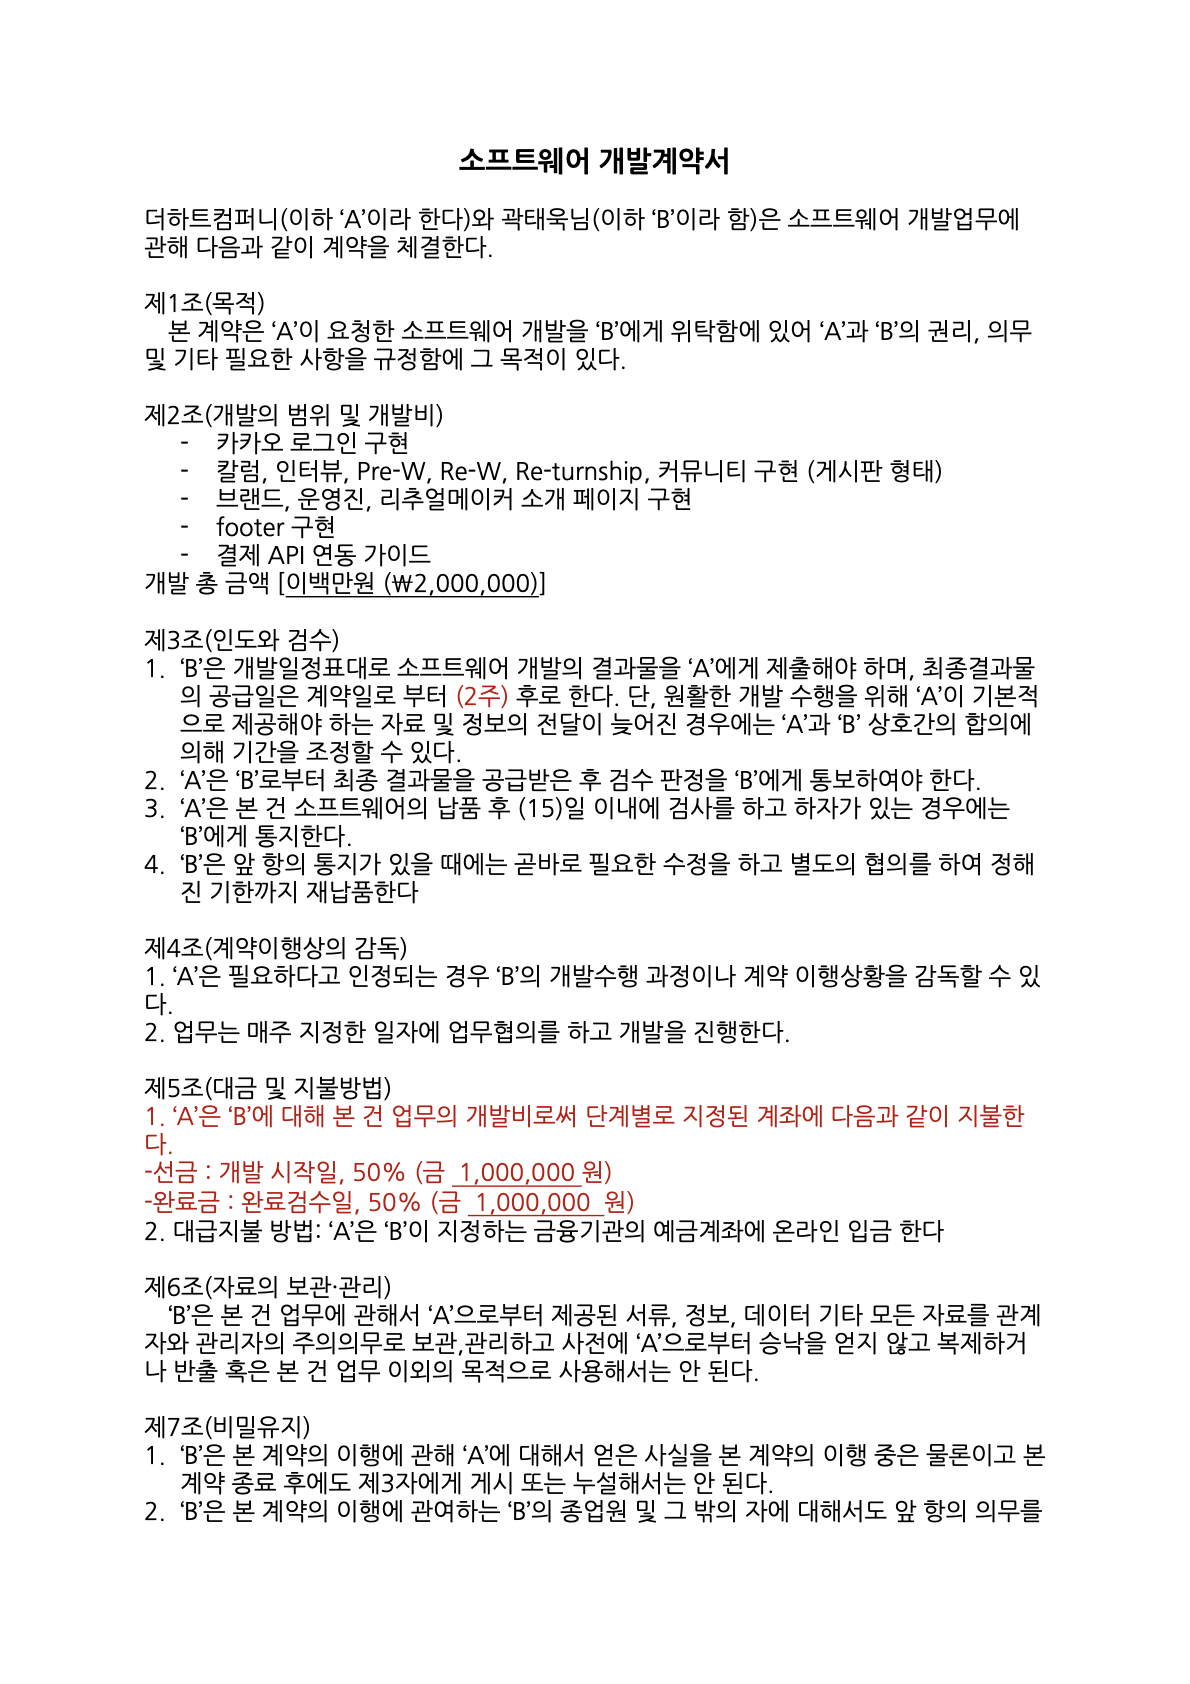 소프트웨어 개발계약서
더하트컴퍼니(이하 ‘A’이라 한다)와 곽태욱님(이하 ‘B’이라 함)은 소프트웨어 개발업무에
관해 다음과 같이 계약을 체결한다.
제1조(목적)
본 계약은 ‘A’이 요청한 소프트웨어 개발을 ‘B’에게 위탁함에 있어 ‘A’과 ‘B’의 권리, 의무
및 기타 필요한 사항을 규정함에 그 목적이 있다.
제2조(개발의 범위 및 개발비)
- 카카오 로그인 구현
- 칼럼, 인터뷰, Pre-W, Re-W, Re-turnship, 커뮤니티 구현 (게시판 형태)
- 브랜드, 운영진, 리추얼메이커 소개 페이지 구현
- footer 구현
- 결제 API 연동 가이드
개발 총 금액 [이백만원 (₩2,000,000)]
제3조(인도와 검수)
1. ‘B’은 개발일정표대로 소프트웨어 개발의 결과물을 ‘A’에게 제출해야 하며, 최종결과물
의 공급일은 계약일로 부터 (2주) 후로 한다. 단, 원활한 개발 수행을 위해 ‘A’이 기본적
으로 제공해야 하는 자료 및 정보의 전달이 늦어진 경우에는 ‘A’과 ‘B’ 상호간의 합의에
의해 기간을 조정할 수 있다.
2. ‘A’은 ‘B’로부터 최종 결과물을 공급받은 후 검수 판정을 ‘B’에게 통보하여야 한다.
3. ‘A’은 본 건 소프트웨어의 납품 후 (15)일 이내에 검사를 하고 하자가 있는 경우에는
‘B’에게 통지한다.
4. ‘B’은 앞 항의 통지가 있을 때에는 곧바로 필요한 수정을 하고 별도의 협의를 하여 정해
진 기한까지 재납품한다
제4조(계약이행상의 감독)
1. ‘A’은 필요하다고 인정되는 경우 ‘B’의 개발수행 과정이나 계약 이행상황을 감독할 수 있
다.
2. 업무는 매주 지정한 일자에 업무협의를 하고 개발을 진행한다.
제5조(대금 및 지불방법)
1. ‘A’은 ‘B’에 대해 본 건 업무의 개발비로써 단계별로 지정된 계좌에 다음과 같이 지불한
다.
-선금 : 개발 시작일, 50% (금 1,000,000 원)
-완료금 : 완료검수일, 50% (금 1,000,000 원)
2. 대급지불 방법: ‘A’은 ‘B’이 지정하는 금융기관의 예금계좌에 온라인 입금 한다
제6조(자료의 보관·관리)
‘B’은 본 건 업무에 관해서 ‘A’으로부터 제공된 서류, 정보, 데이터 기타 모든 자료를 관계
자와 관리자의 주의의무로 보관,관리하고 사전에 ‘A’으로부터 승낙을 얻지 않고 복제하거
나 반출 혹은 본 건 업무 이외의 목적으로 사용해서는 안 된다.
제7조(비밀유지)
1. ‘B’은 본 계약의 이행에 관해 ‘A’에 대해서 얻은 사실을 본 계약의 이행 중은 물론이고 본
계약 종료 후에도 제3자에게 게시 또는 누설해서는 안 된다.
2. ‘B’은 본 계약의 이행에 관여하는 ‘B’의 종업원 및 그 밖의 자에 대해서도 앞 항의 의무를